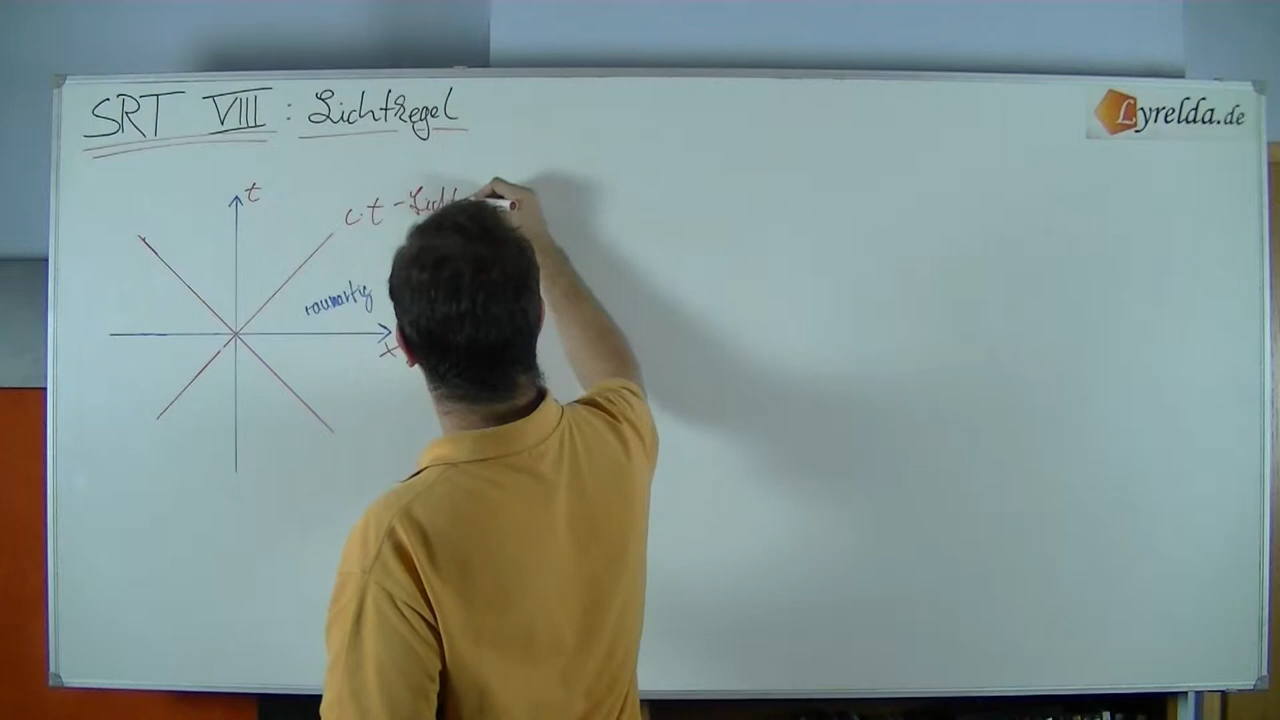 SRT VIII : Lichtkegel
Lyrelda.de
t
c·t -
raumartig
x